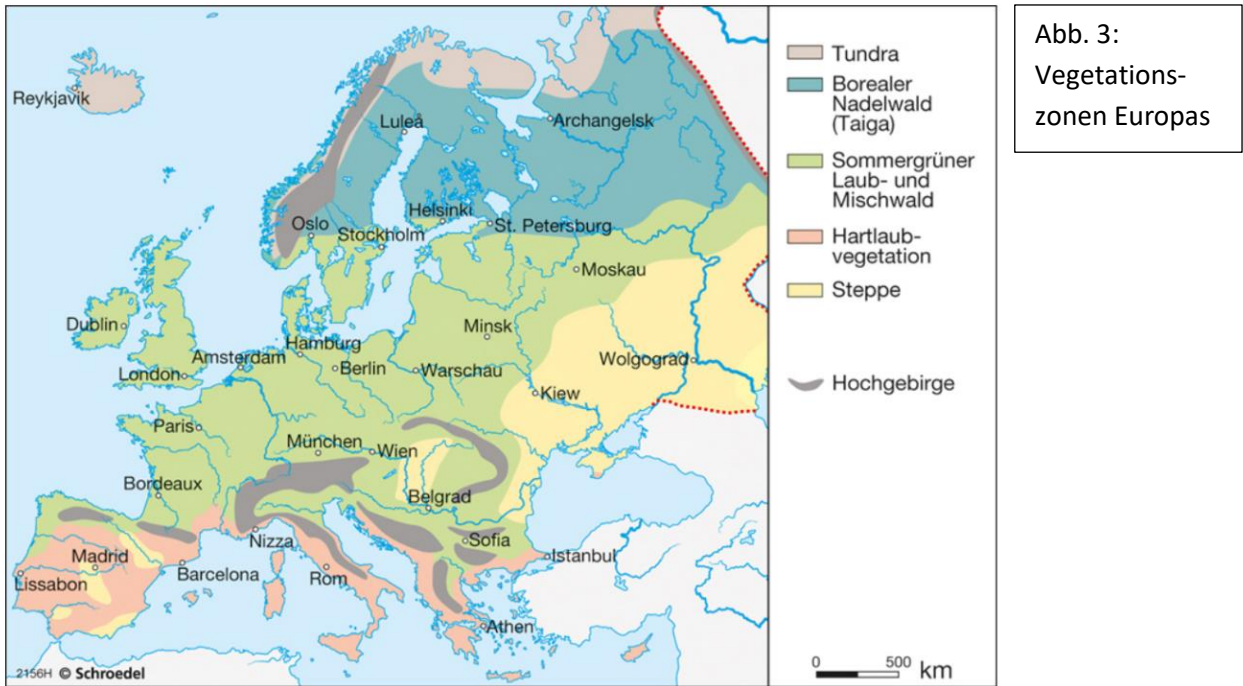 Reykjavik
Luleå
Archangelsk
Oslo
Helsinki
Stockholm
St. Petersburg
Moskau
Dublin
Minsk
Hamburg
Amsterdam
London
Berlin
Warschau
Wolgograd
Kiew
Paris
München
Wien
Bordeaux
Belgrad
Nizza
Sofia
Madrid
Istanbul
Barcelona
Rom
Lissabon
Athen
2156H © Schroedel
Tundra
Borealer
Nadelwald
(Taiga)
Sommergrüner
Laub- und
Mischwald
Hartlaub-
vegetation
Steppe
Hochgebirge
0 500 km
Abb. 3:
Vegetations-
zonen Europas